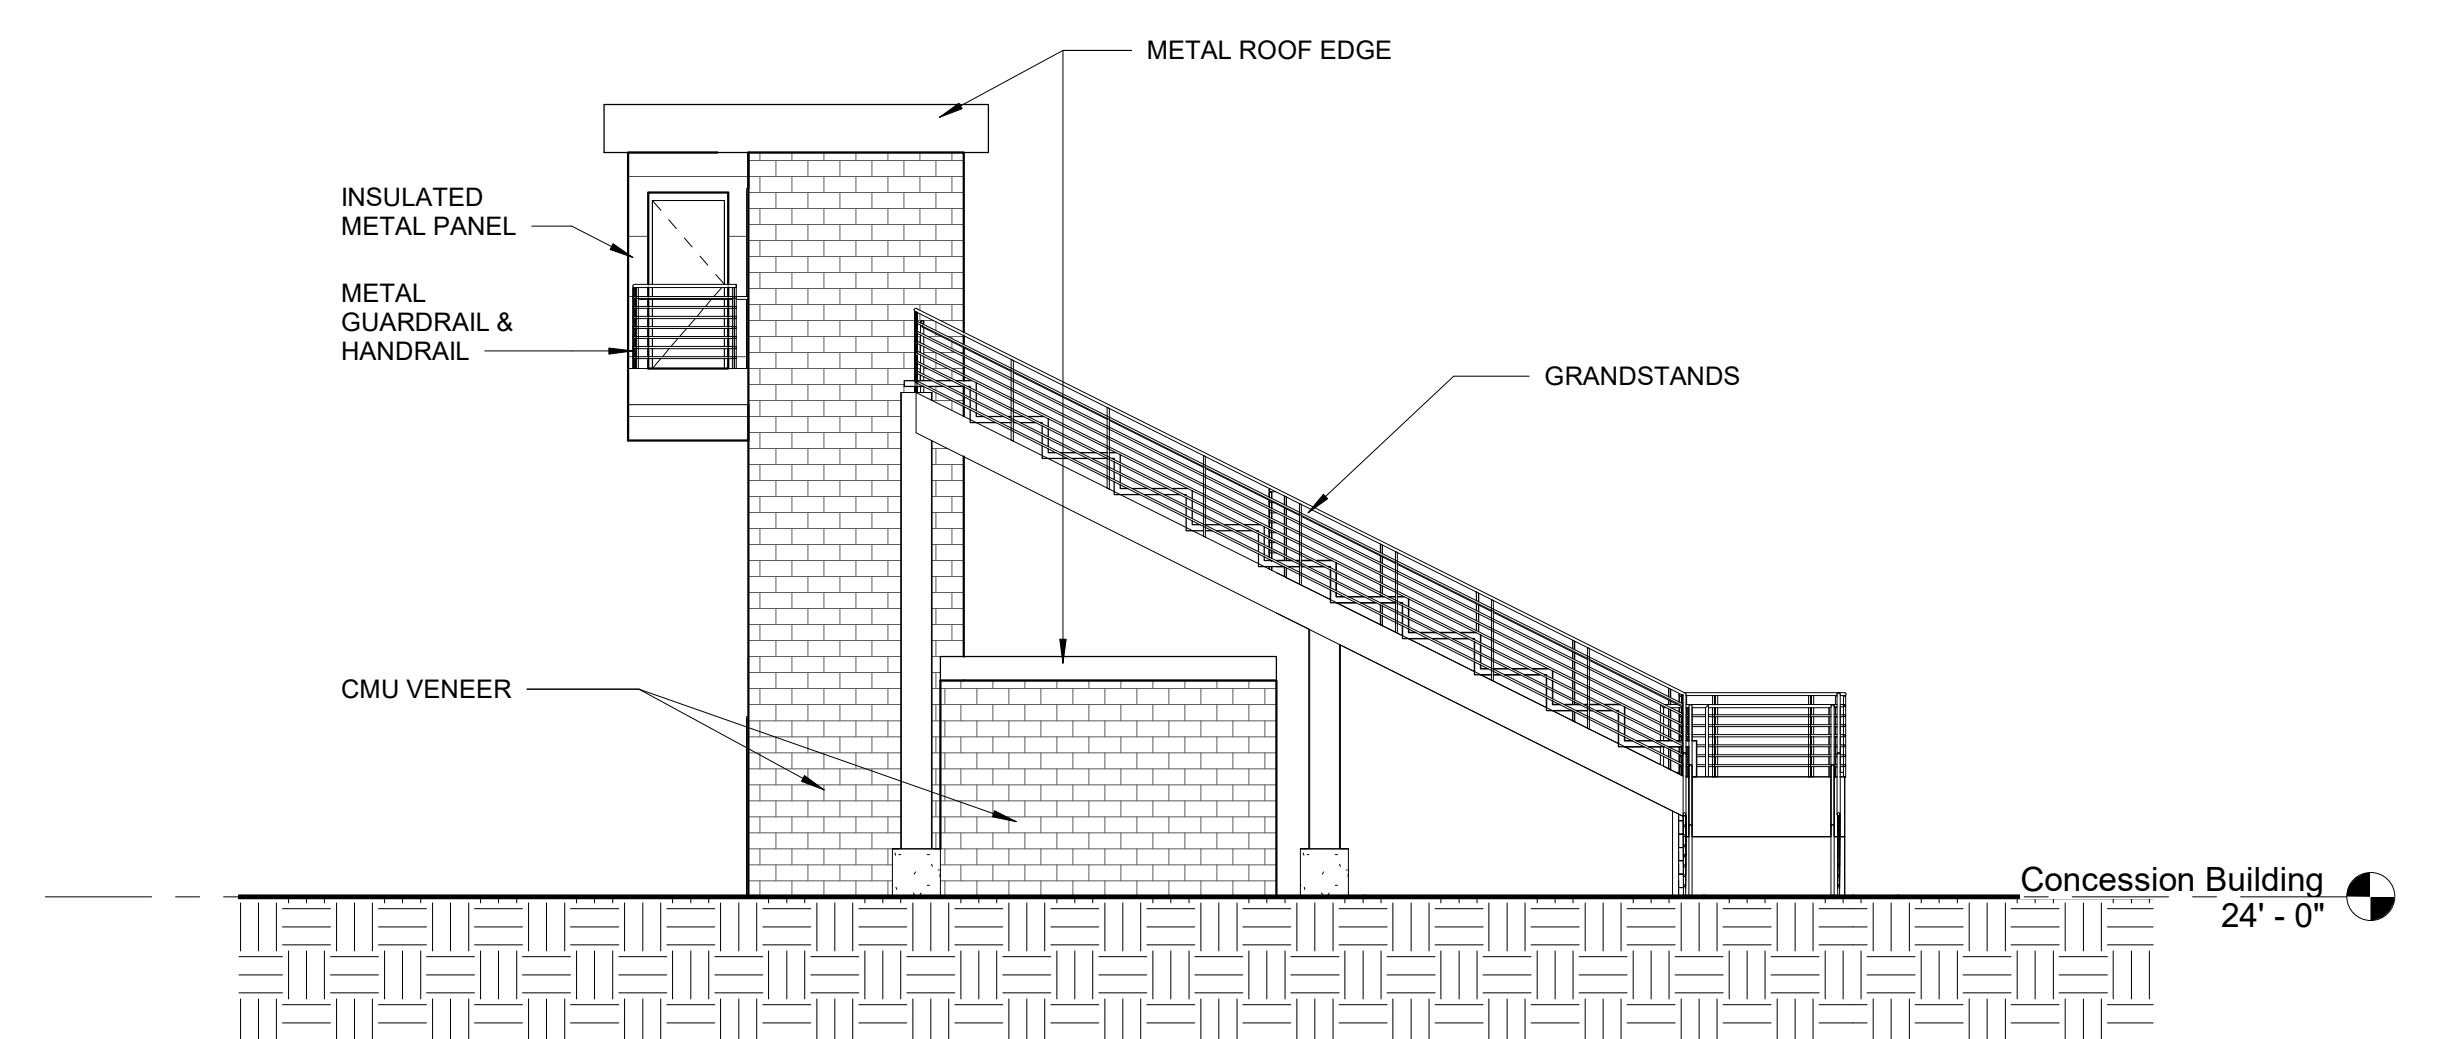 METAL ROOF EDGE
INSULATED
METAL PANEL
METAL
GUARDRAIL &
HANDRAIL
GRANDSTANDS
CMU VENEER
Concession Building
24' - 0"